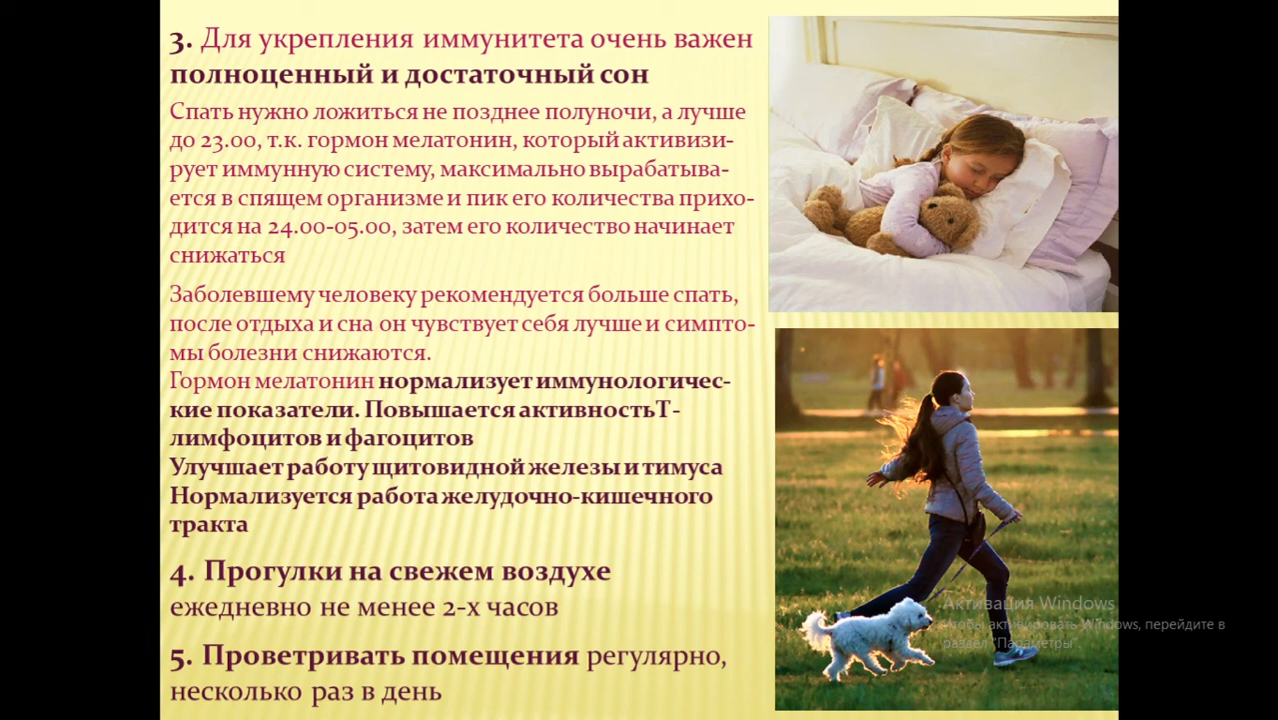 3. Для укрепления иммунитета очень важен
полноценный и достаточный сон
Спать нужно ложиться не позднее полуночи, а лучше
до 23.00, т.к. гормон мелатонин, который активизи-
рует иммунную систему, максимально вырабатыва-
ется в спящем организме и пик его количества прихо-
дится на 24.00-05.00, затем его количество начинает
снижаться
Заболевшему человеку рекомендуется больше спать,
после отдыха и сна он чувствует себя лучше и симпто-
мы болезни снижаются.
Гормон мелатонин нормализует иммунологичес-
кие показатели. Повышается активность Т-
лимфоцитов и фагоцитов
Улучшает работу щитовидной железы и тимуса
Нормализуется работа желудочно-кишечного
тракта
4. Прогулки на свежем воздухе
ежедневно не менее 2-х часов
5. Проветривать помещения регулярно,
несколько раз в день
Активация Windows
Чтобы активировать Windows, перейдите в
раздел "Параметры".